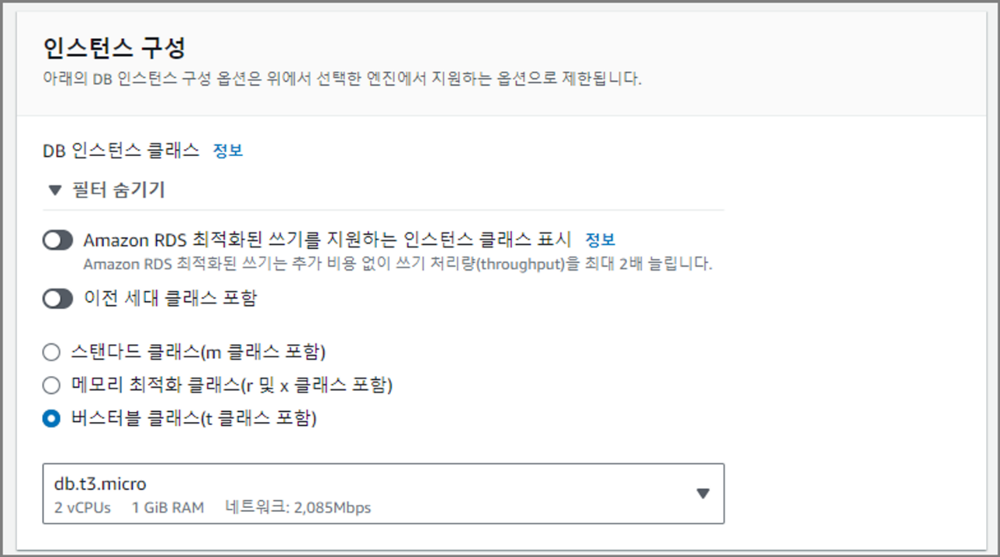 인스턴스 구성
아래의 DB 인스턴스 구성 옵션은 위에서 선택한 엔진에서 지원하는 옵션으로 제한됩니다.
DB 인스턴스 클래스 정보
필터 숨기기
Amazon RDS 최적화된 쓰기를 지원하는 인스턴스 클래스 표시 정보
Amazon RDS 최적화된 쓰기는 추가 비용 없이 쓰기 처리량(throughput)을 최대 2배 늘립니다.
이전 세대 클래스 포함
스탠다드 클래스(m 클래스 포함)
메모리 최적화 클래스(r 및 x 클래스 포함)
버스터블 클래스(t 클래스 포함)
db.t3.micro
2 vCPUs 1 GiB RAM 네트워크: 2,085Mbps